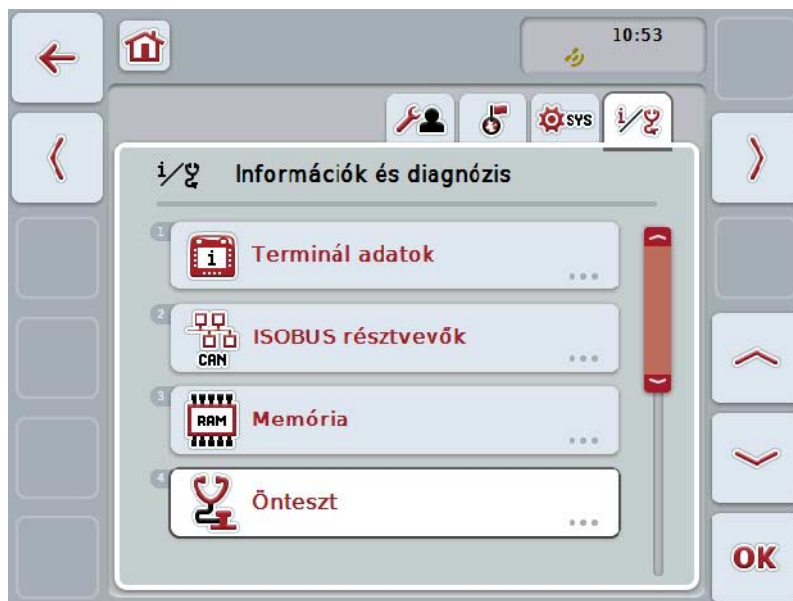 10:53
SYS
i
i
Információk és diagnózis
1
i
Terminál adatok
2
CAN
ISOBUS résztvevők
3
RAM
Memória
4
Önteszt
OK